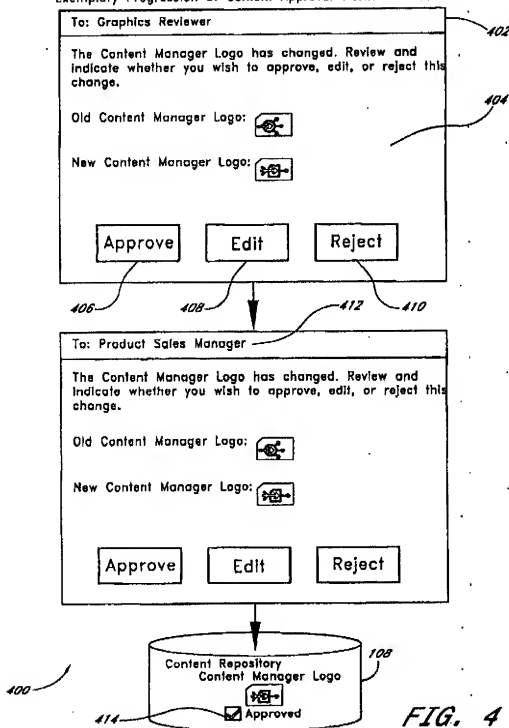 To: Graphics Reviewer
402
The Content Manager Logo has changed. Review and
indicate whether you wish to approve, edit, or reject this
change.
404
Old Content Manager Logo:
New Content Manager Logo:
Approve
Edit
Reject
406
408
410
412
To: Product Sales Manager
The Content Manager Logo has changed. Review and
indicate whether you wish to approve, edit, or reject this
change.
Old Content Manager Logo:
New Content Manager Logo:
Approve
Edit
Reject
108
Content Repository
Content Manager Logo
400
414
Approved
FIG. 4